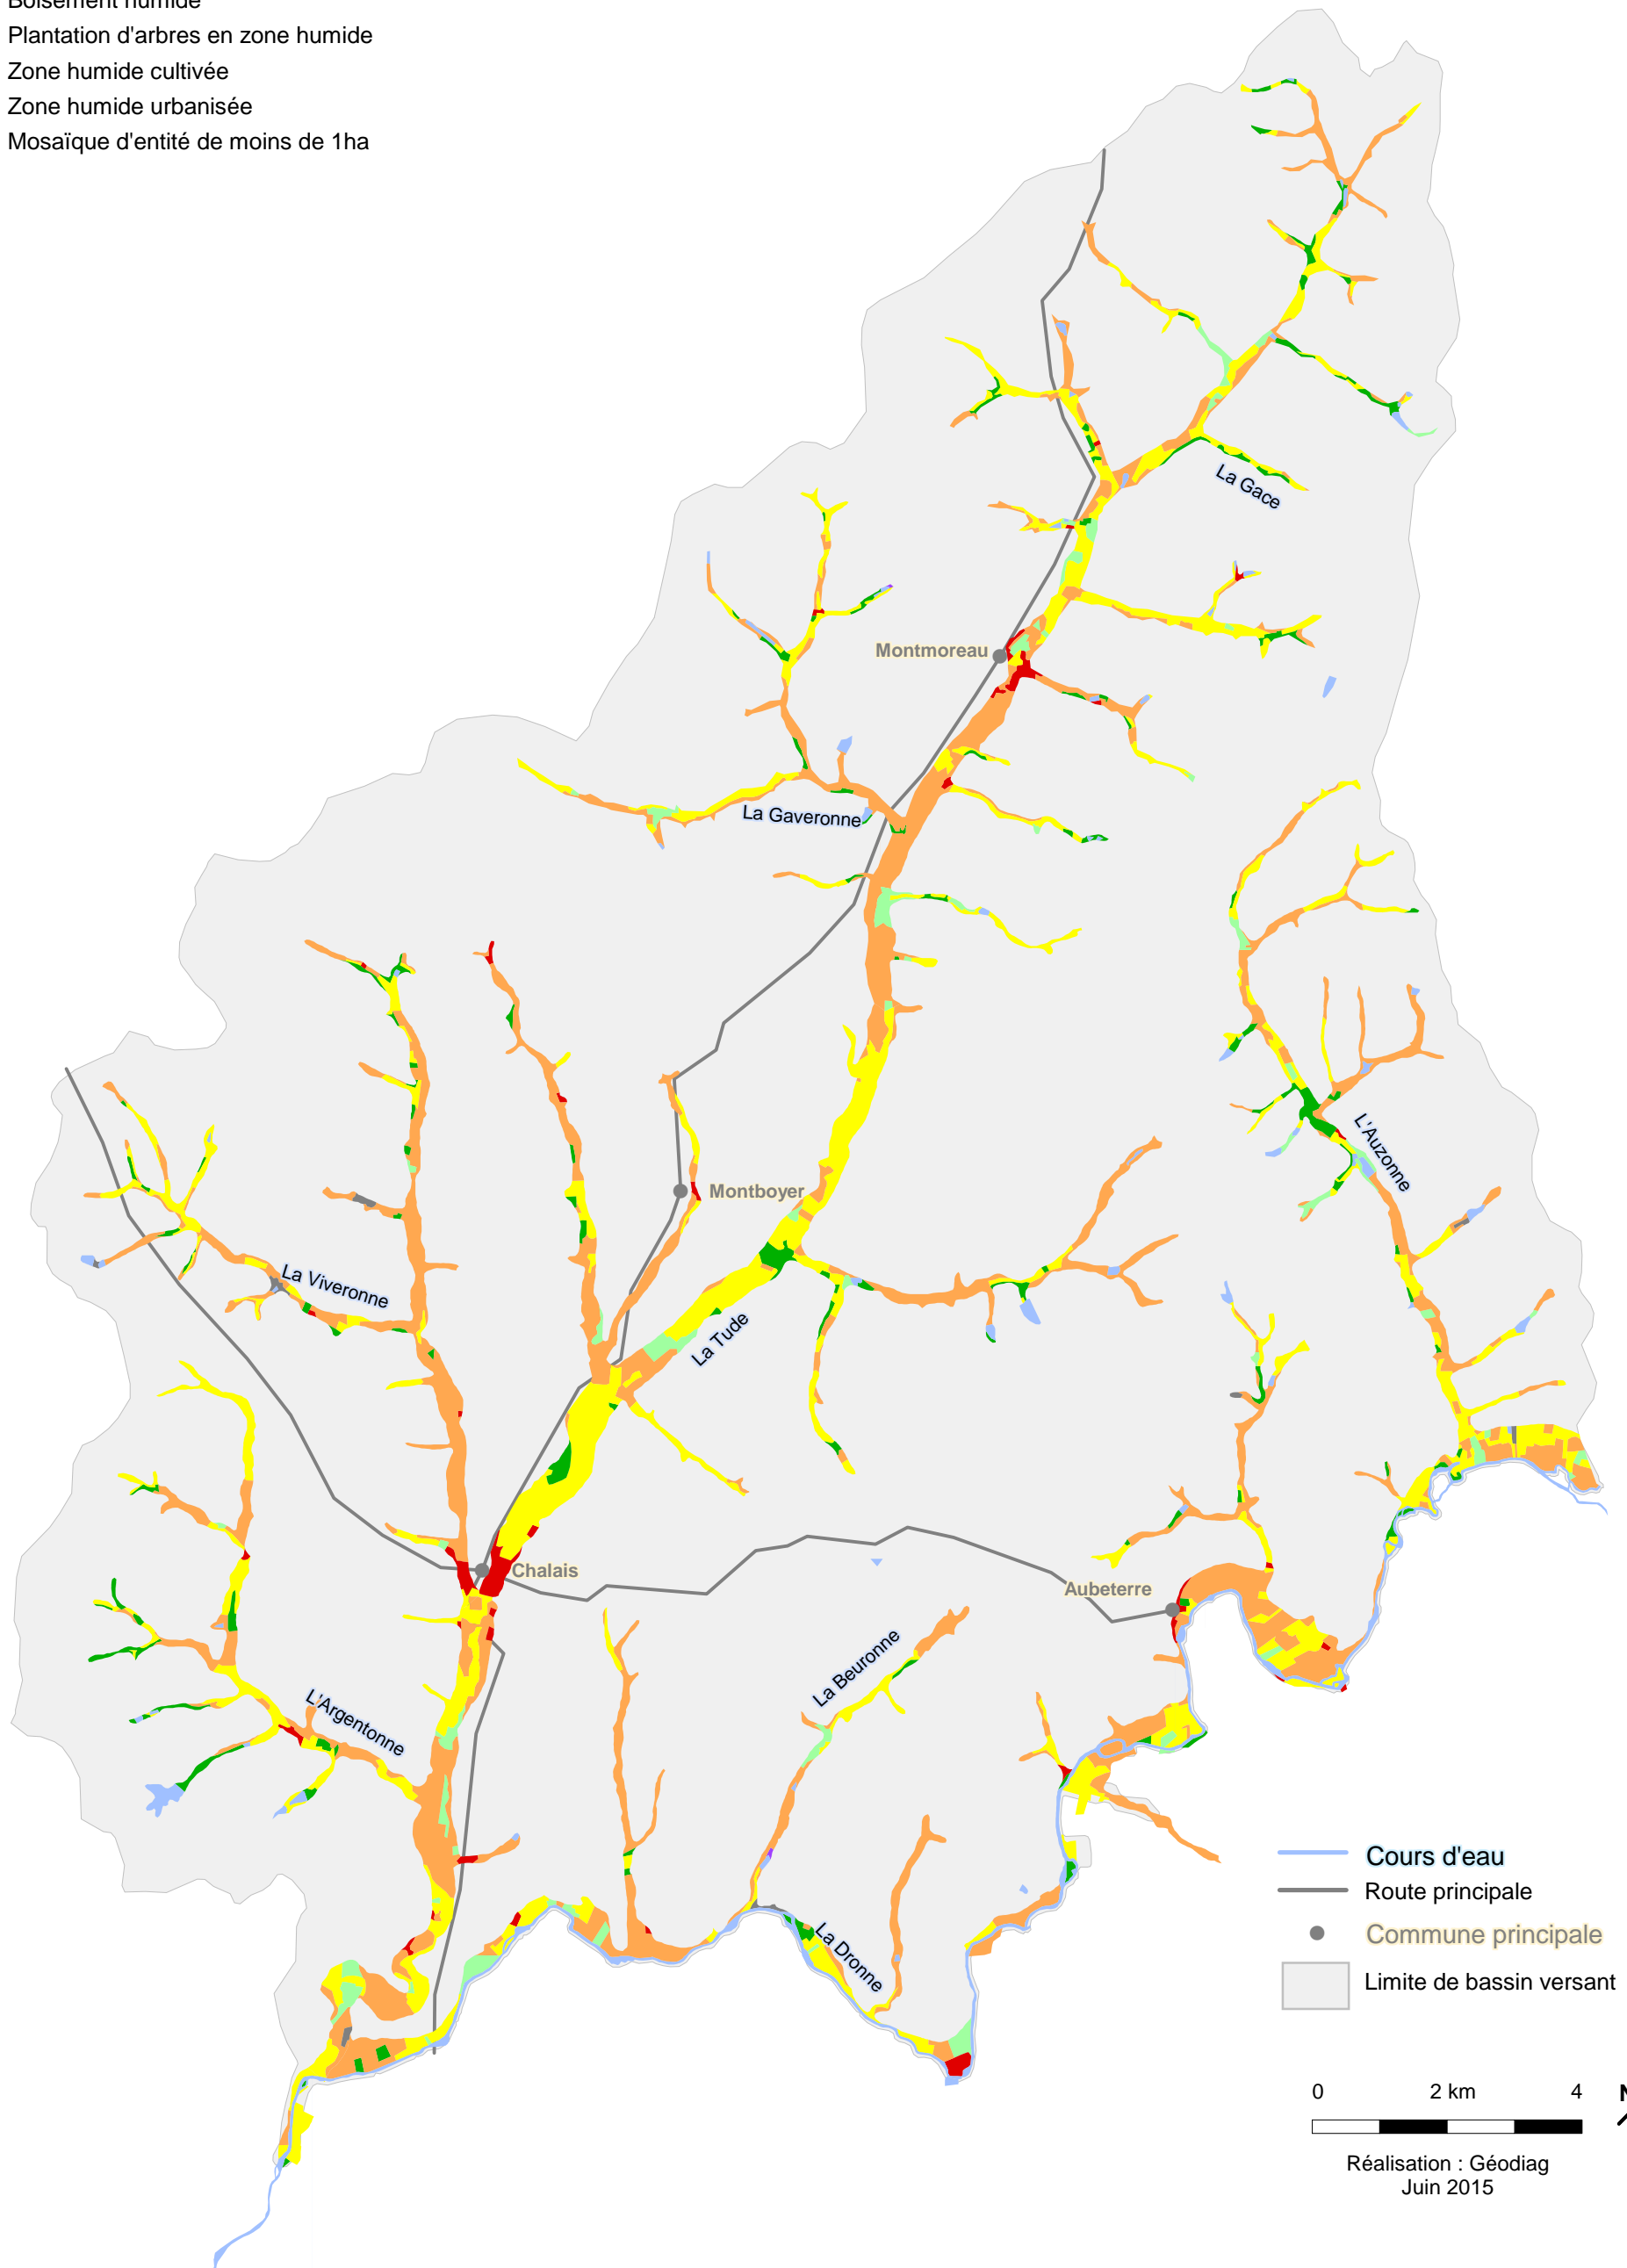 Boisement humide
Plantation d'arbres en zone humide
Zone humide cultivée
Zone humide urbanisée
Mosaïque d'entité de moins de 1ha
La Gace
Montmoreau
La Gaveronne
L'Auzonne
Montboyer
La Viveronne
La Tude
Chalais
Aubeterre
La Beuronne
L'Argentonne
La Dronne
Cours d'eau
Route principale
Commune principale
Limite de bassin versant
0 2 km 4
N
Réalisation : Géodiag
Juin 2015